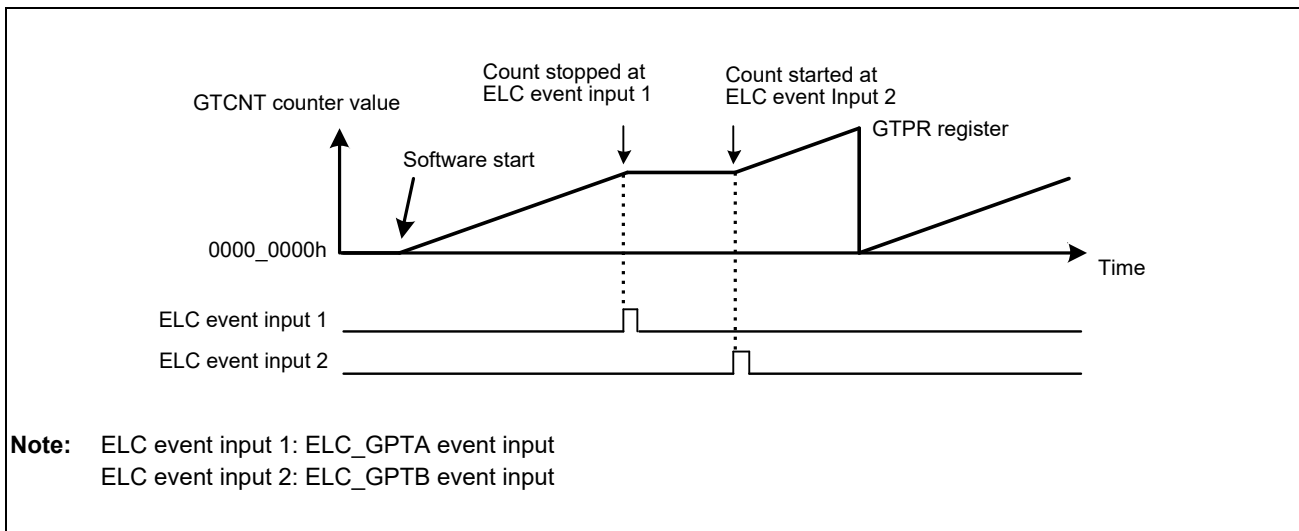 Count stopped at
ELC event input 1
Count started at
ELC event Input 2
GTCNT counter value
GTPR register
Software start
0000_0000h
Time
ELC event input 1
ELC event input 2
Note: ELC event input 1: ELC_GPTA event input
ELC event input 2: ELC_GPTB event input